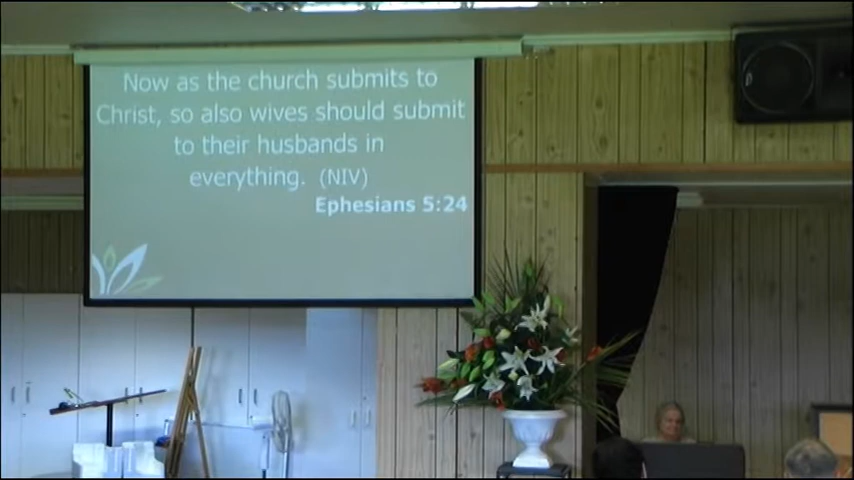 Now as the church submits to
Christ, so also wives should submit
to their husbands in
everything. (NIV)
Ephesians 5:24